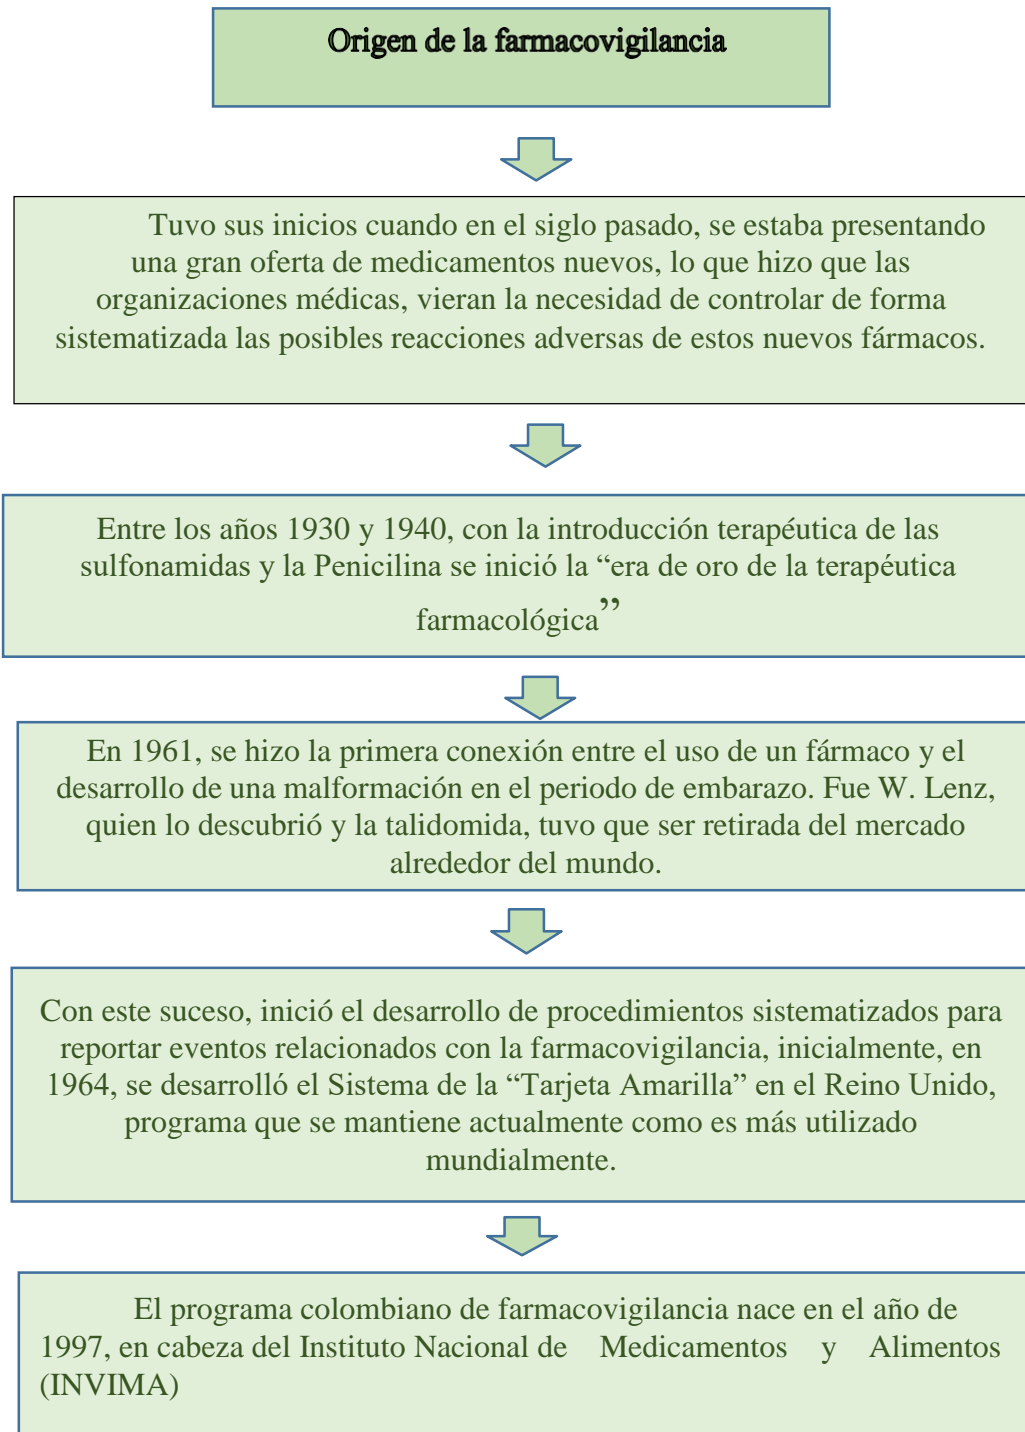 Origen de la farmacovigilancia
Tuvo sus inicios cuando en el siglo pasado, se estaba presentando
una gran oferta de medicamentos nuevos, lo que hizo que las
organizaciones médicas, vieran la necesidad de controlar de forma
sistematizada las posibles reacciones adversas de estos nuevos fármacos.
Entre los años 1930 y 1940, con la introducción terapéutica de las
sulfonamidas y la Penicilina se inició la “era de oro de la terapéutica
farmacológica”
En 1961, se hizo la primera conexión entre el uso de un fármaco y el
desarrollo de una malformación en el periodo de embarazo. Fue W. Lenz,
quien lo descubrió y la talidomida, tuvo que ser retirada del mercado
alrededor del mundo.
Con este suceso, inició el desarrollo de procedimientos sistematizados para
reportar eventos relacionados con la farmacovigilancia, inicialmente, en
1964, se desarrolló el Sistema de la “Tarjeta Amarilla” en el Reino Unido,
programa que se mantiene actualmente como es más utilizado
mundialmente.
El programa colombiano de farmacovigilancia nace en el año de
1997, en cabeza del Instituto Nacional de Medicamentos y Alimentos
(INVIMA)